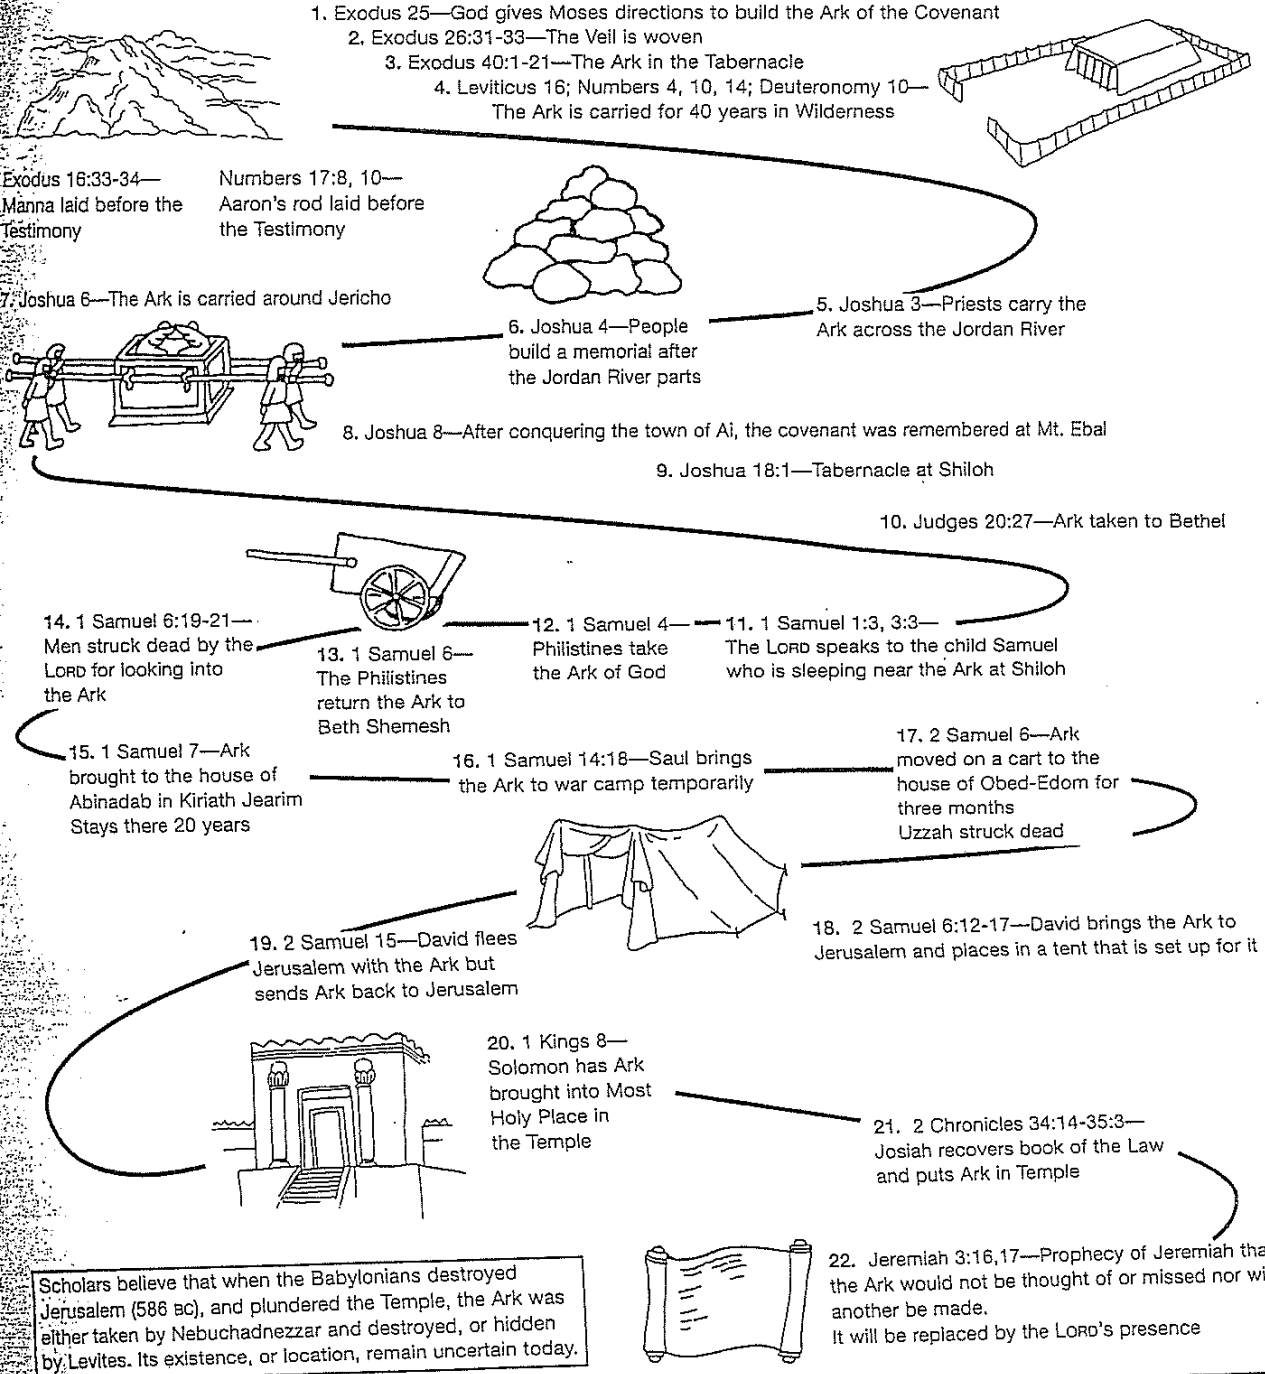 1. Exodus 25—God gives Moses directions to build the Ark of the Covenant
2. Exodus 26:31-33—The Veil is woven
3. Exodus 40:1-21—The Ark in the Tabernacle
4. Leviticus 16; Numbers 4, 10, 14; Deuteronomy 10—
The Ark is carried for 40 years in Wilderness
Exodus 16:33-34—
Manna laid before the
Testimony
Numbers 17:8, 10—
Aaron's rod laid before
the Testimony
5. Joshua 3—Priests carry the
Ark across the Jordan River
6. Joshua 4—People
build a memorial after
the Jordan River parts
7. Joshua 6—The Ark is carried around Jericho
8. Joshua 8—After conquering the town of Ai, the covenant was remembered at Mt. Ebal
9. Joshua 18:1—Tabernacle at Shiloh
10. Judges 20:27—Ark taken to Bethel
11. 1 Samuel 1:3, 3:3—
The LORD speaks to the child Samuel
who is sleeping near the Ark at Shiloh
12. 1 Samuel 4—
Philistines take
the Ark of God
13. 1 Samuel 6—
The Philistines
return the Ark to
Beth Shemesh
14. 1 Samuel 6:19-21—
Men struck dead by the
LORD for looking into
the Ark
15. 1 Samuel 7—Ark
brought to the house of
Abinadab in Kiriath Jearim
Stays there 20 years
16. 1 Samuel 14:18—Saul brings
the Ark to war camp temporarily
17. 2 Samuel 6—Ark
moved on a cart to the
house of Obed-Edom for
three months
Uzzah struck dead
18. 2 Samuel 6:12-17—David brings the Ark to
Jerusalem and places in a tent that is set up for it
19. 2 Samuel 15—David flees
Jerusalem with the Ark but
sends Ark back to Jerusalem
20. 1 Kings 8—
Solomon has Ark
brought into Most
Holy Place in
the Temple
21. 2 Chronicles 34:14-35:3—
Josiah recovers book of the Law
and puts Ark in Temple
22. Jeremiah 3:16,17—Prophecy of Jeremiah tha
the Ark would not be thought of or missed nor wi
another be made.
It will be replaced by the LORD'S presence
Scholars believe that when the Babylonians destroyed
Jerusalem (586 BC), and plundered the Temple, the Ark was
either taken by Nebuchadnezzar and destroyed, or hidden
by Levites. Its existence, or location, remain uncertain today.